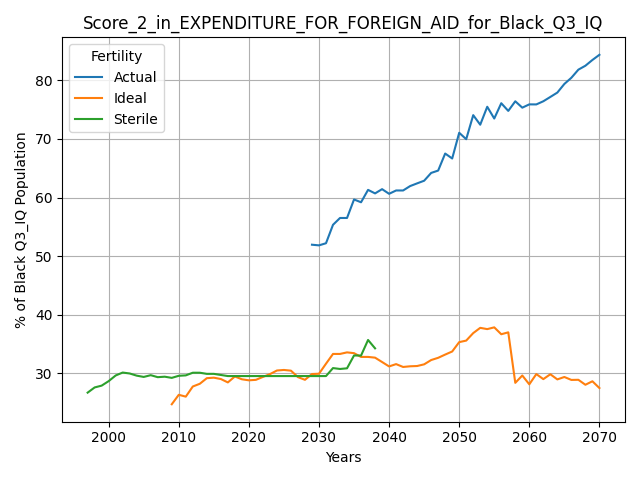 Score_2_in_EXPENDITURE_FOR_FOREIGN_AID_for_Black_Q3_IQ
Fertility
Actual
Ideal
Sterile
% of Black Q3_IQ Population
80
70
60
50
40
30
2000 2010 2020 2030 2040 2050 2060 2070
Years